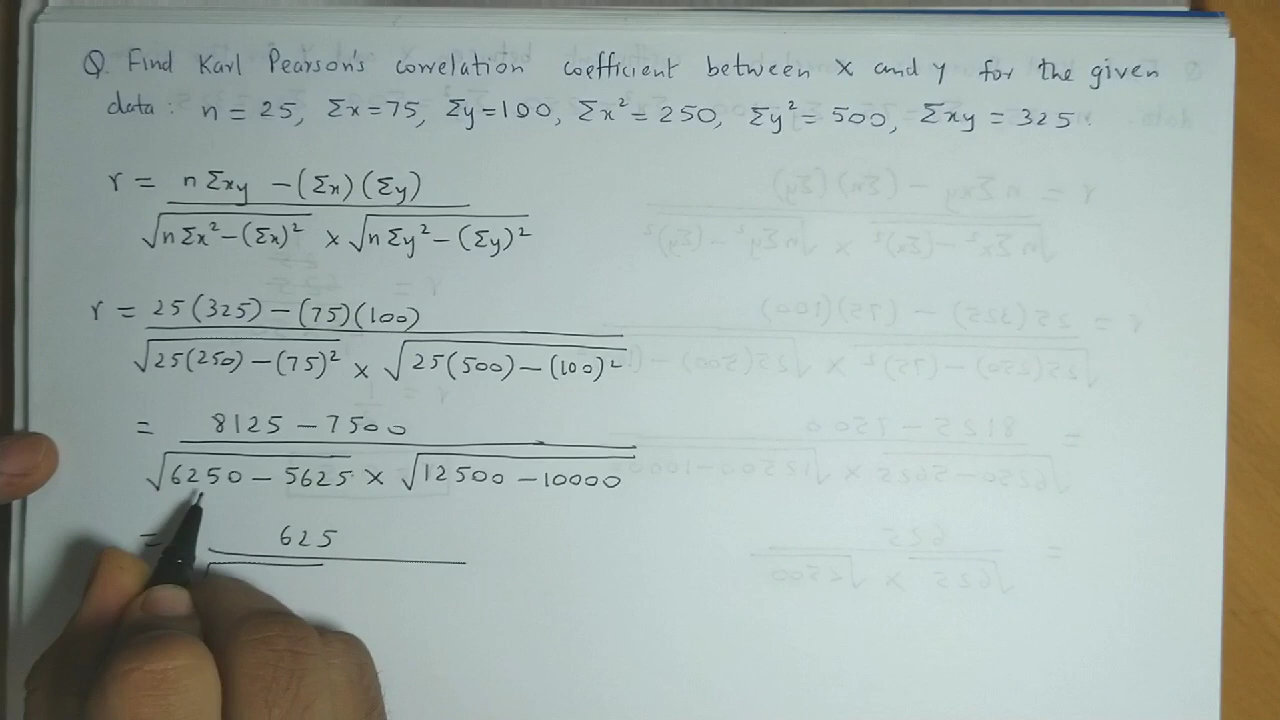 Q. Find Karl Pearson's correlation coefficient between x and y for the given
data: n = 25, Σx=75, Σy=100, Σx²=250, Σy²=500, Σxy=325.
r = nΣxy - (Σx)(Σy)
√nΣx²-(Σx)² × √nΣy²-(Σy)²
r = 25(325) - (75)(100)
√25(250)-(75)² × √25(500)-(100)²
= 8125 - 7500
√6250 - 5625 × √12500 - 10000
= 625